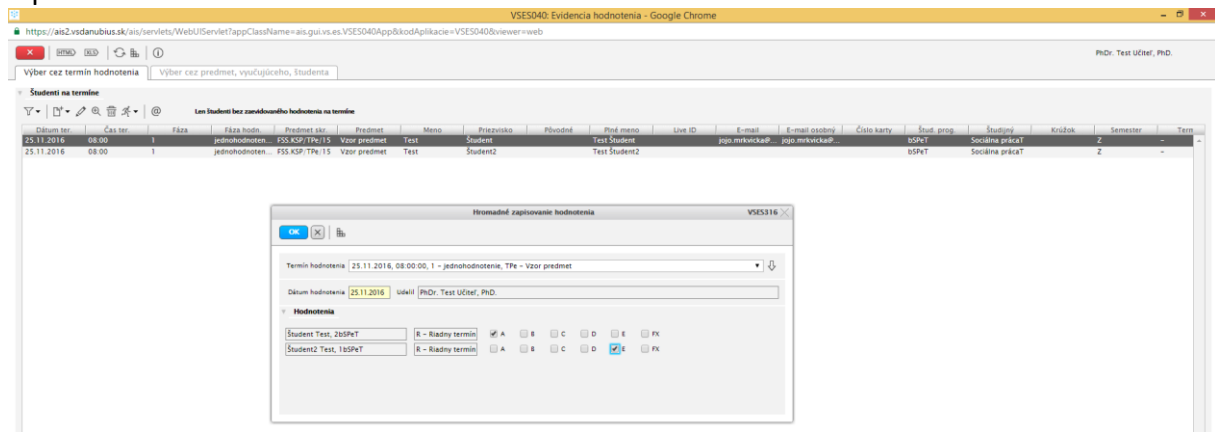 VSES040: Evidencia hodnotenia - Google Chrome
https://ais2.vsdanubius.sk/ais/servlets/WebUIServlet?appClassName=ais.gui.vs.es.VSES040App&kodAplikacie=VSES040&viewer=web
HTML XLS PhDr. Test Učiteľ, PhD.
Výber cez termín hodnotenia Výber cez predmet, vyučujúceho, študenta
Študenti na termíne
@ Len študenti bez zaevidovaného hodnotenia na termíne
Dátum ter. Čas ter. Fáza Fáza hodn. Predmet skr. Predmet Meno Priezvisko Pôvodné Plné meno Live ID E-mail E-mail osobný Číslo karty Štud. prog. Študijný Krúžok Semester Term
25.11.2016 08:00 1 jednohodnoten... FSS.KSP/TPe/15 Vzor predmet Test Študent Test Študent jojo.mrkvicka@... jojo.mrkvicka@... bSPeT Sociálna prácaT Z -
25.11.2016 08:00 1 jednohodnoten... FSS.KSP/TPe/15 Vzor predmet Test Študent2 Test Študent2 bSPeT Sociálna prácaT Z -
Hromadné zapisovanie hodnotenia VSES316
OK
Termín hodnotenia 25.11.2016, 08:00:00, 1 - jednohodnotenie, TPe - Vzor predmet
Dátum hodnotenia 25.11.2016 Udelil PhDr. Test Učiteľ, PhD.
Hodnotenia
Študent Test, 2bSPeT R - Riadny termín A B C D E FX
Študent2 Test, 1bSPeT R - Riadny termín A B C D E FX